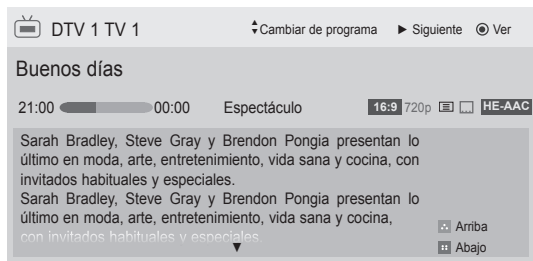 DTV 1 TV 1 Cambiar de programa Siguiente Ver
Buenos días
21:00 00:00 Espectáculo 16:9 720p HE-AAC
Sarah Bradley, Steve Gray y Brendon Pongia presentan lo
último en moda, arte, entretenimiento, vida sana y cocina, con
invitados habituales y especiales.
Sarah Bradley, Steve Gray y Brendon Pongia presentan lo
último en moda, arte, entretenimiento, vida sana y cocina,
con invitados habituales y especiales.
Arriba
Abajo